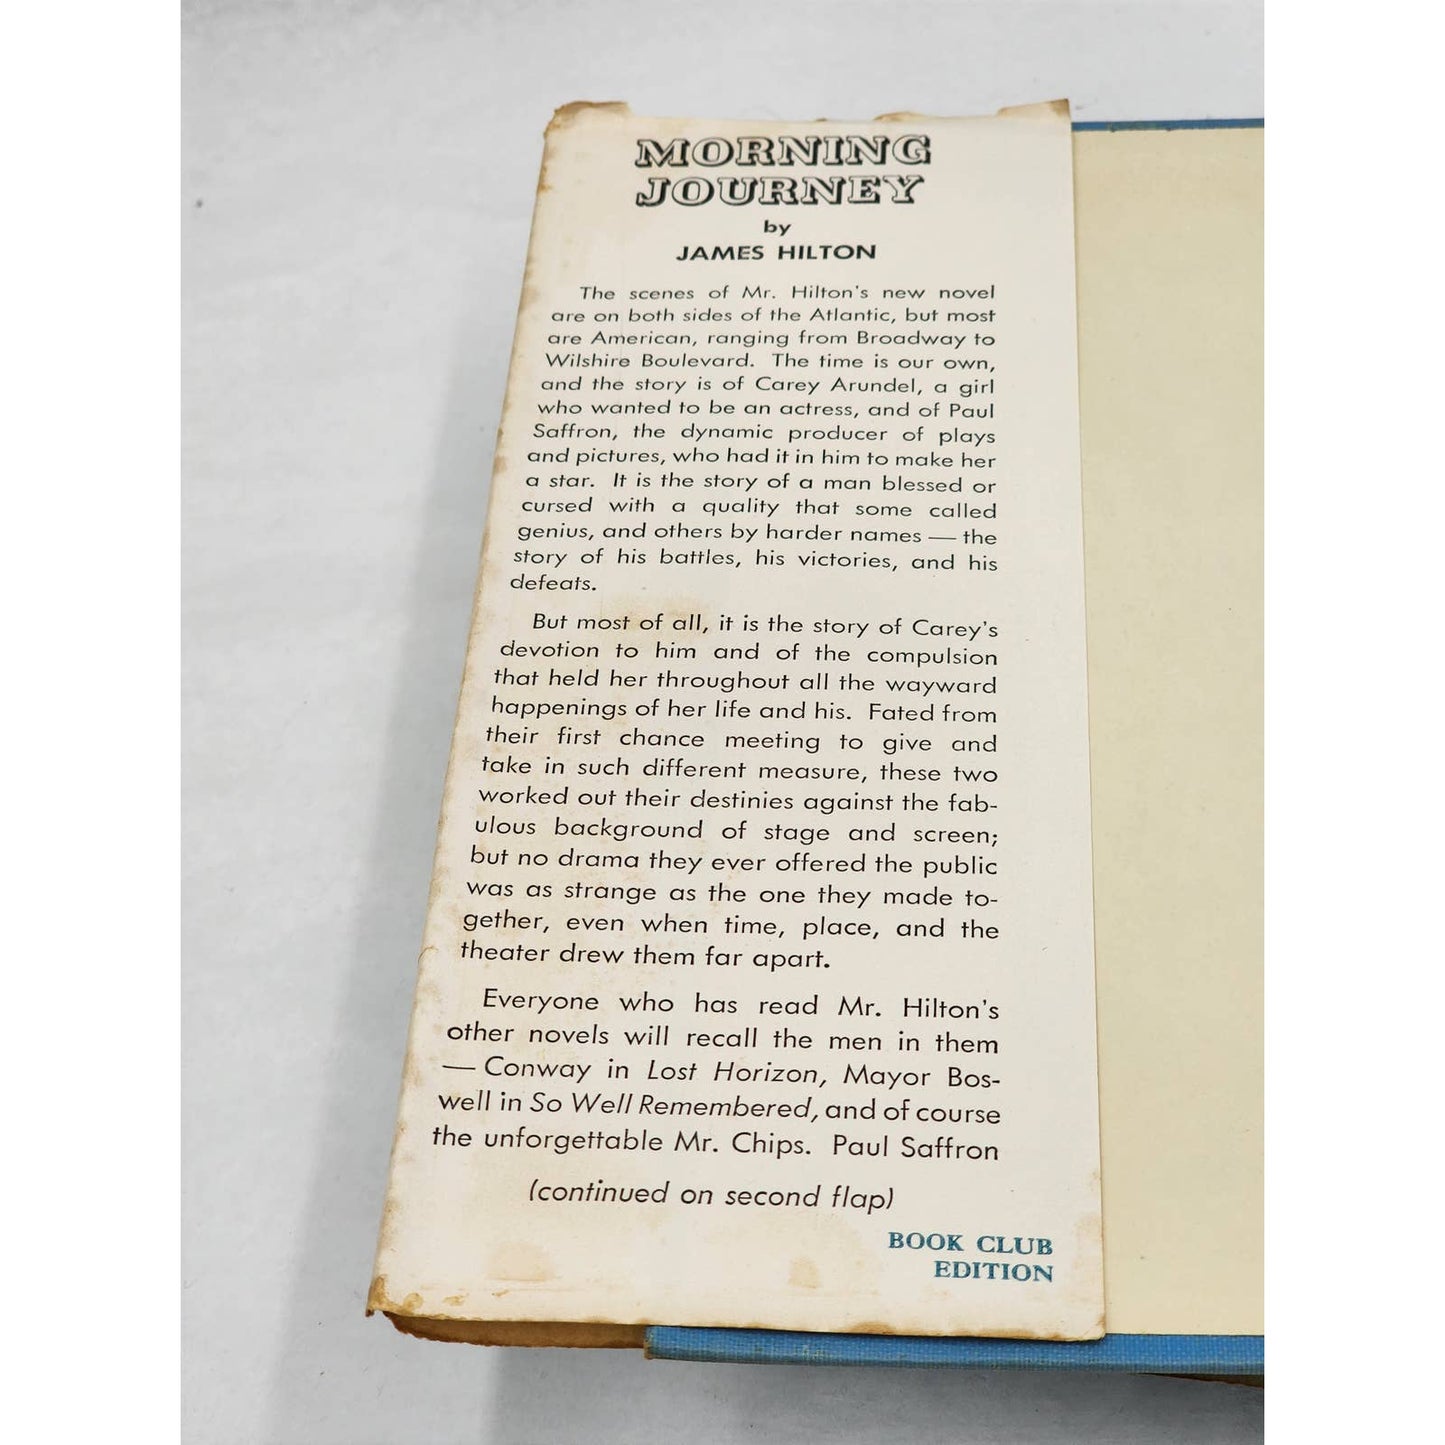 MORNING
JOURNEY
by
JAMES HILTON
The scenes of Mr. Hilton's new novel
are on both sides of the Atlantic, but most
are American, ranging from Broadway to
Wilshire Boulevard. The time is our own,
and the story is of Carey Arundel, a girl
who wanted to be an actress, and of Paul
Saffron, the dynamic producer of plays
and pictures, who had it in him to make her
a star. It is the story of a man blessed or
cursed with a quality that some called
genius, and others by harder names — the
story of his battles, his victories, and his
defeats.
But most of all, it is the story of Carey's
devotion to him and of the compulsion
that held her throughout all the wayward
happenings of her life and his. Fated from
their first chance meeting to give and
take in such different measure, these two
worked out their destinies against the fab-
ulous background of stage and screen;
but no drama they ever offered the public
was as strange as the one they made to-
gether, even when time, place, and the
theater drew them far apart.
Everyone who has read Mr. Hilton's
other novels will recall the men in them
— Conway in Lost Horizon, Mayor Bos-
well in So Well Remembered, and of course
the unforgettable Mr. Chips. Paul Saffron
(continued on second flap)
BOOK CLUB
EDITION